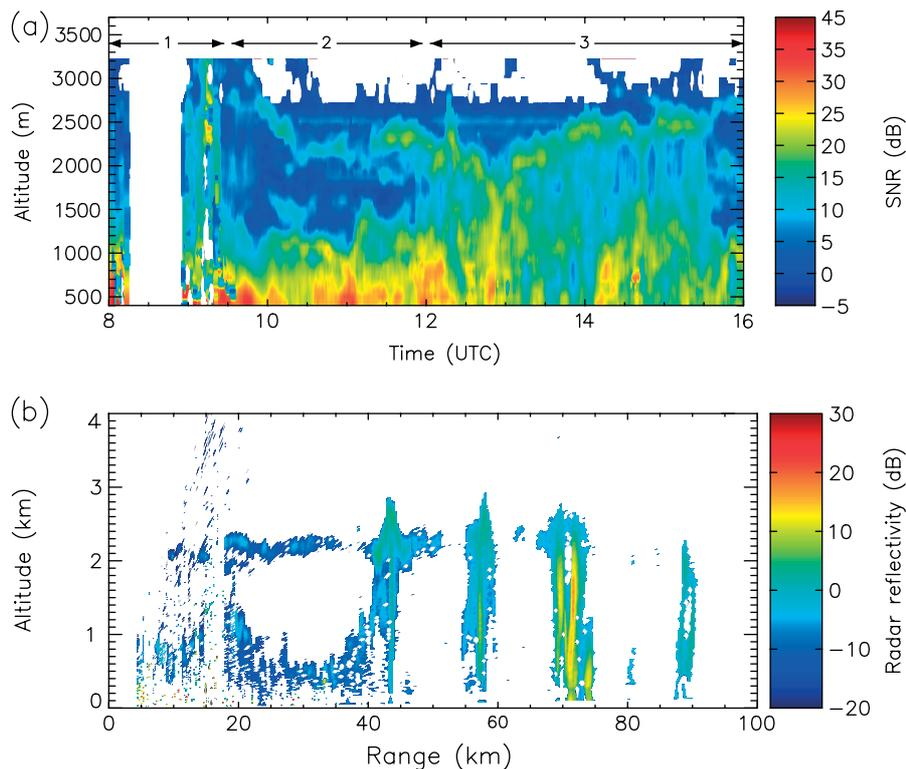 (a)
1 2 3
3500
3000
2500
2000
1500
1000
500
Altitude (m)
8 10 12 14 16
Time (UTC)
45
40
35
30
25
20
15
10
5
0
−5
SNR (dB)
(b)
4
3
2
1
0
Altitude (km)
0 20 40 60 80 100
Range (km)
30
20
10
0
−10
−20
Radar reflectivity (dB)